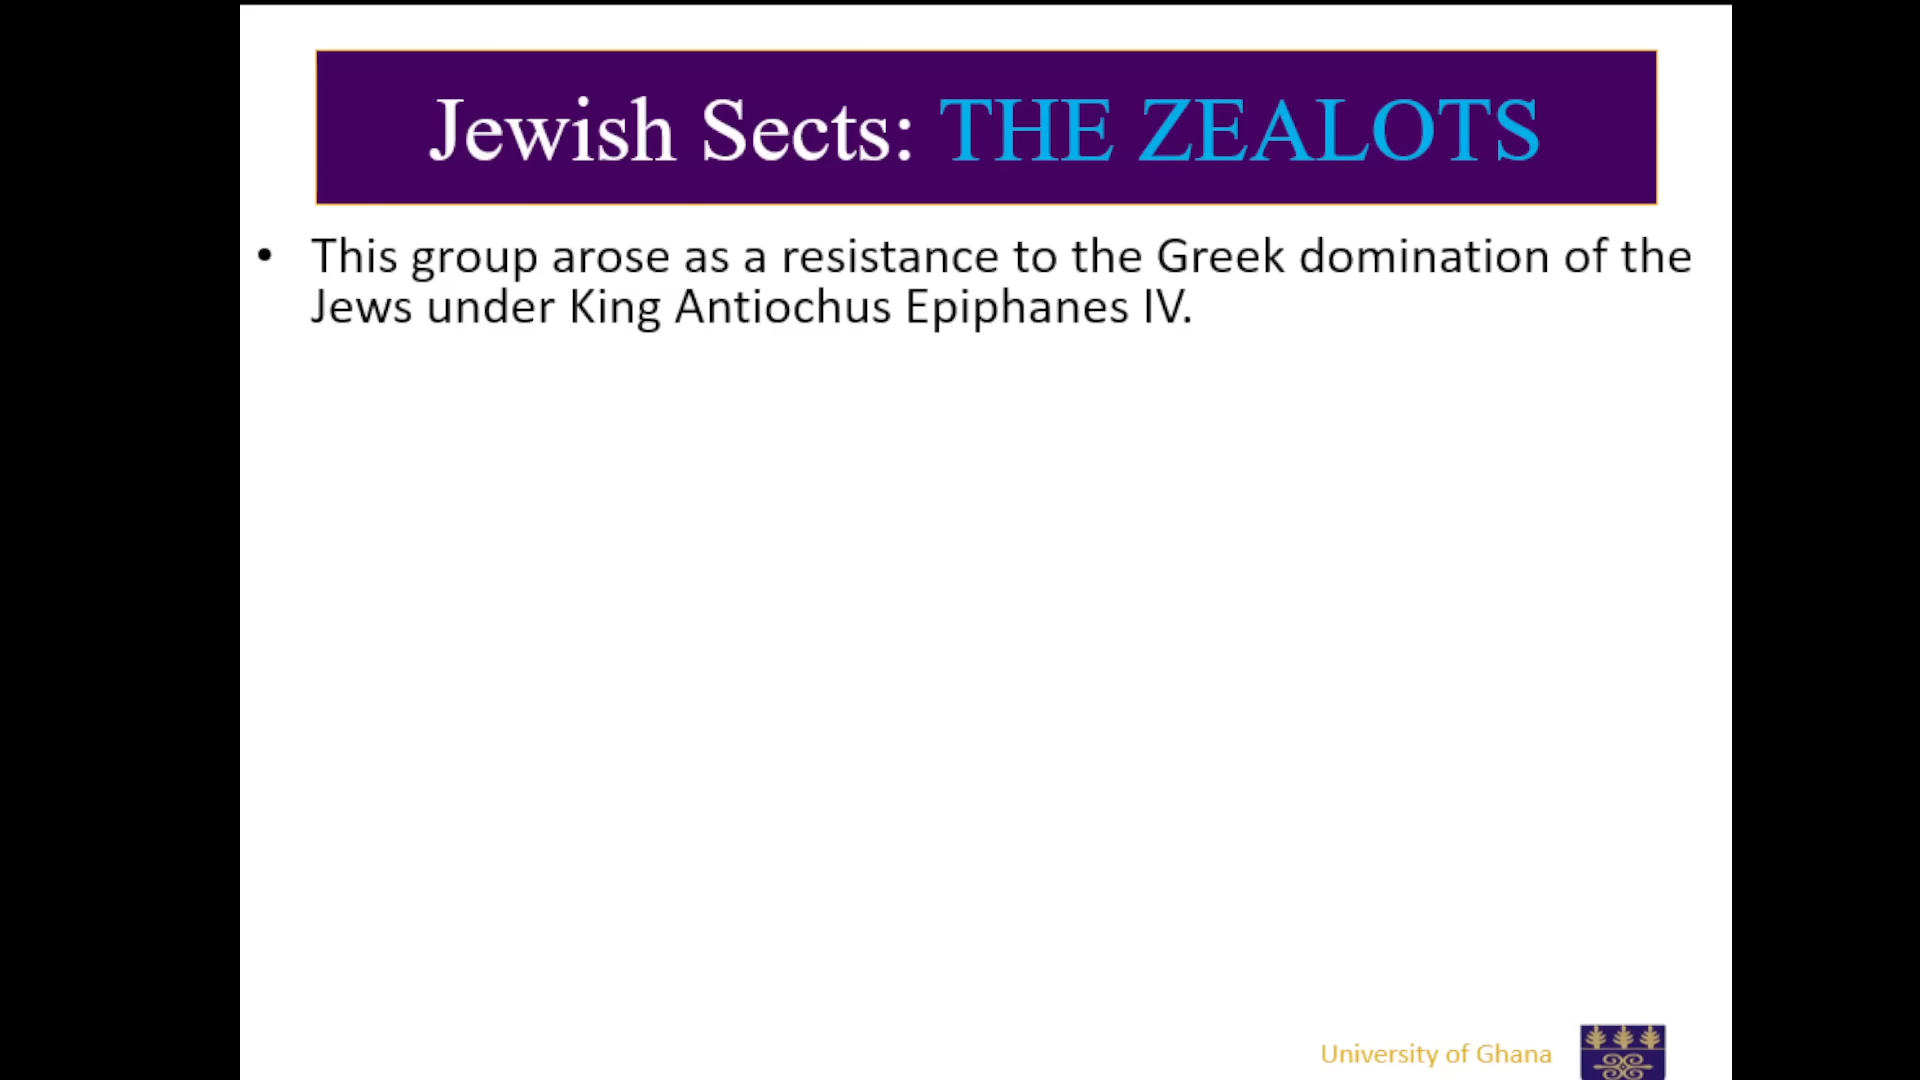 Jewish Sects: THE ZEALOTS
• This group arose as a resistance to the Greek domination of the
Jews under King Antiochus Epiphanes IV.
University of Ghana